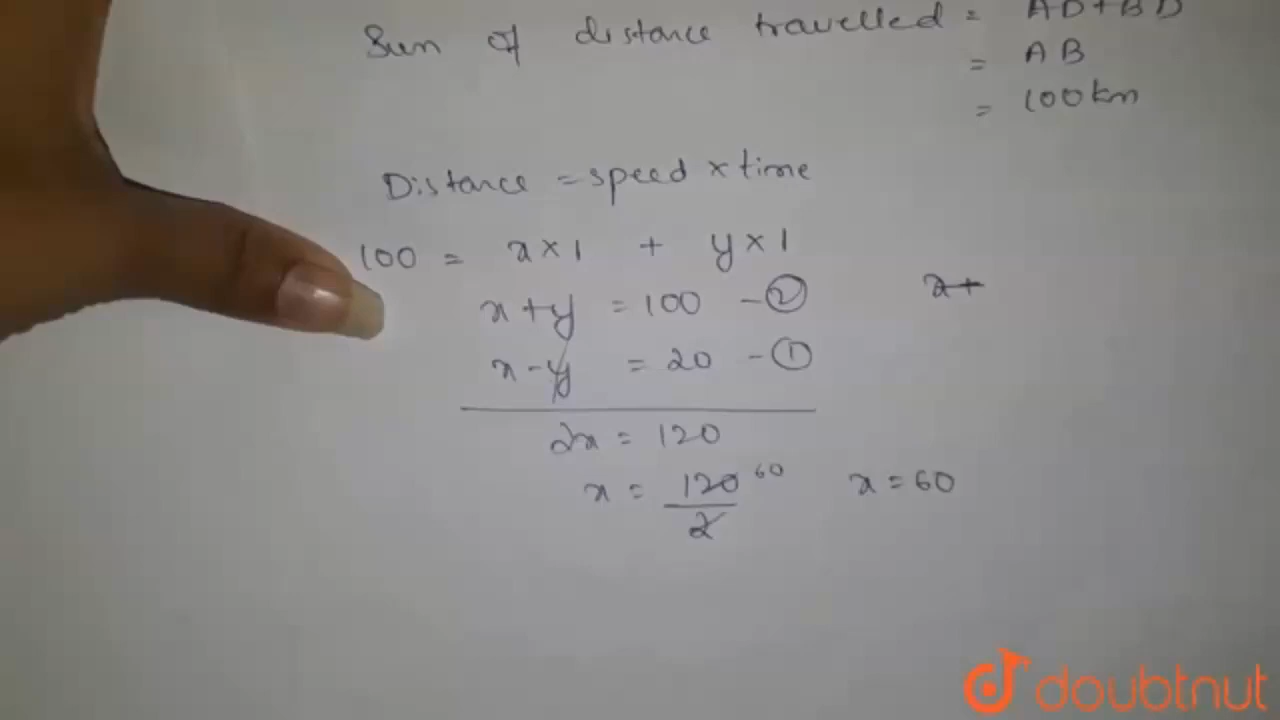 Sum of distance travelled = AD+BD
= AB
= 100km
Distance = speed × time
100 = x×1 + y×1
x+y = 100 - ②
x+
x-y = 20 - ①
2x = 120
x = 120/2 60 x = 60
doubtnut